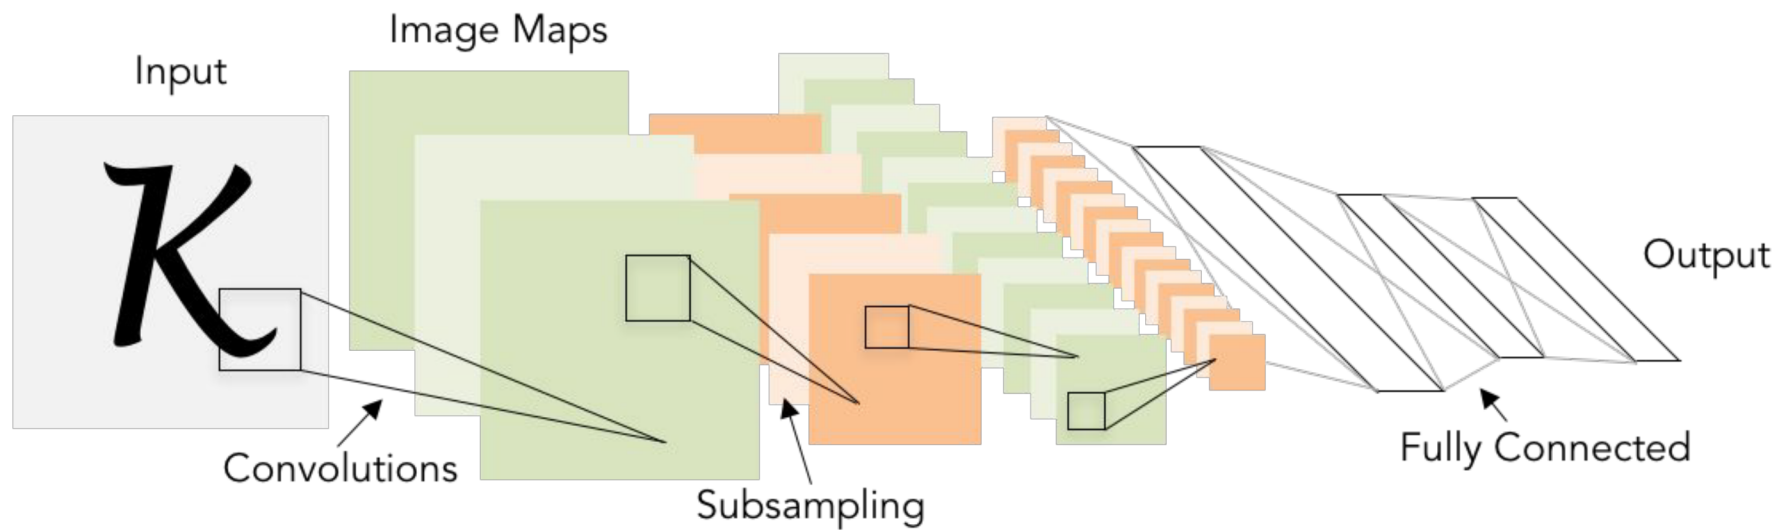 Image Maps
Input
K
Output
Fully Connected
Convolutions
Subsampling